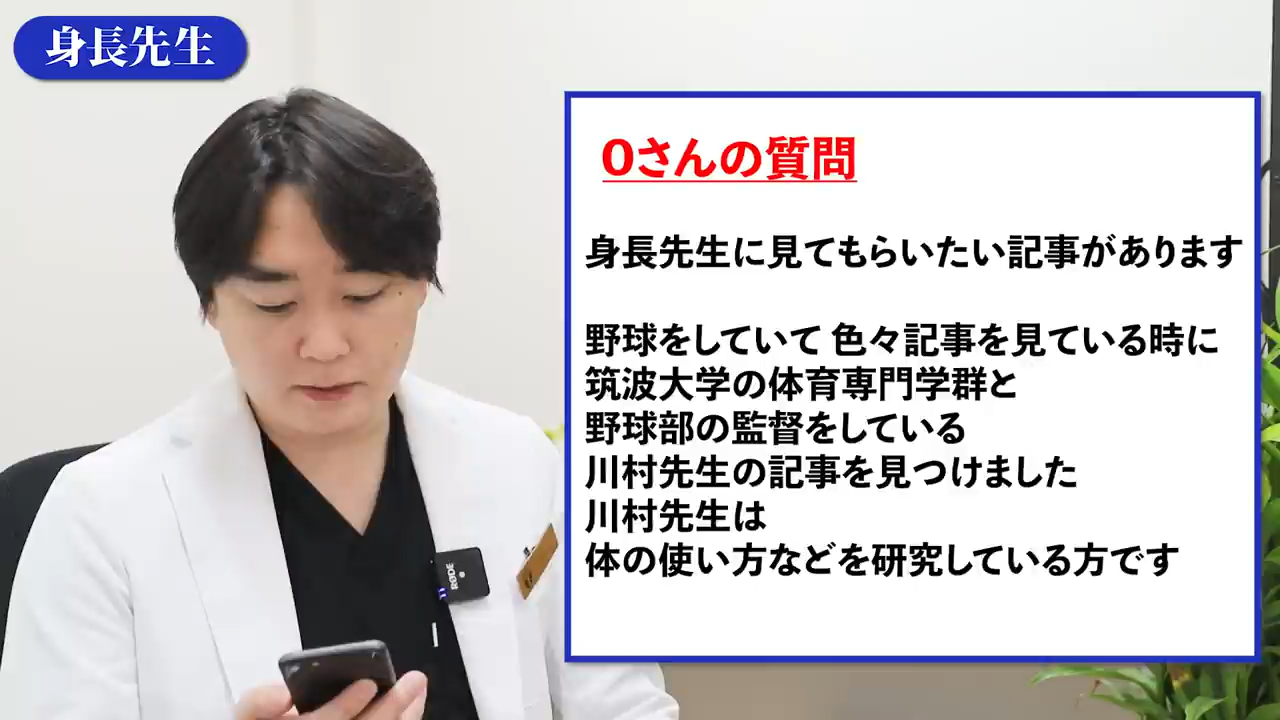 身長先生
Oさんの質問
身長先生に見てもらいたい記事があります
野球をしていて 色々記事を見ている時に
筑波大学の体育専門学群と
野球部の監督をしている
川村先生の記事を見つけました
川村先生は
体の使い方などを研究している方です
RØDE